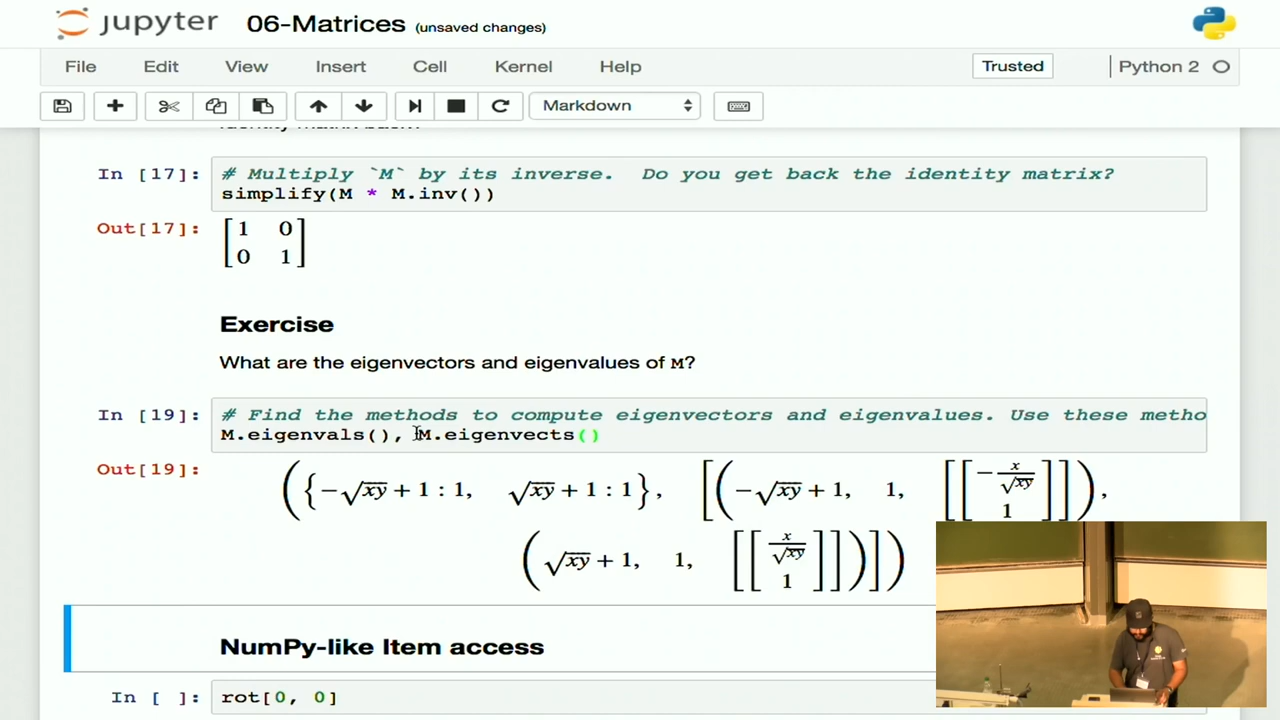 jupyter 06-Matrices (unsaved changes)
File Edit View Insert Cell Kernel Help Trusted Python 2
Markdown
identity matrix back?
In [17]: # Multiply `M` by its inverse.  Do you get back the identity matrix?
simplify(M * M.inv())
Out[17]: [1 0
0 1]
Exercise
What are the eigenvectors and eigenvalues of M?
In [19]: # Find the methods to compute eigenvectors and eigenvalues. Use these metho
M.eigenvals(), M.eigenvects()
Out[19]: ({-√xy + 1 : 1, √xy + 1 : 1}, [(-√xy + 1, 1, [[-x/√xy 1]]),
(√xy + 1, 1, [[x/√xy 1]])])
NumPy-like Item access
In [ ]: rot[0, 0]